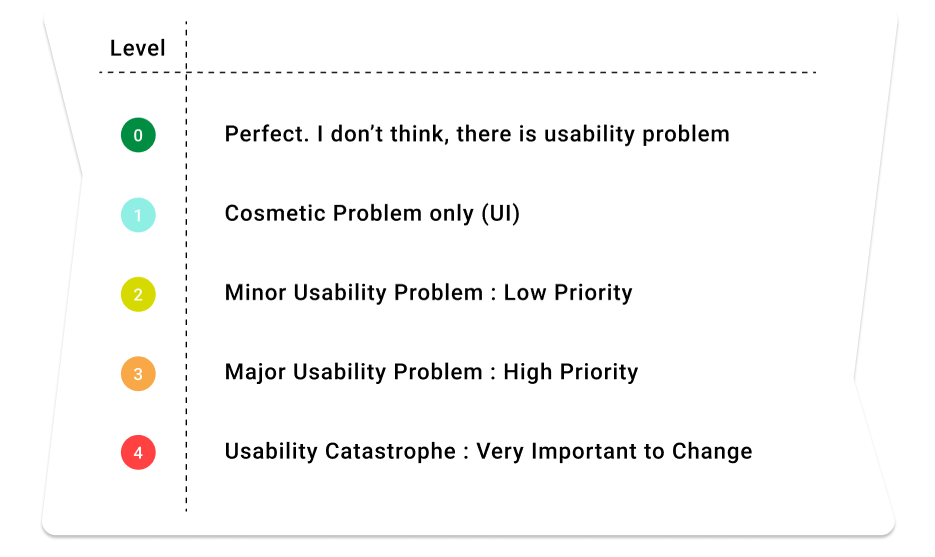 Level
0 Perfect. I don’t think, there is usability problem
1 Cosmetic Problem only (UI)
2 Minor Usability Problem : Low Priority
3 Major Usability Problem : High Priority
4 Usability Catastrophe : Very Important to Change